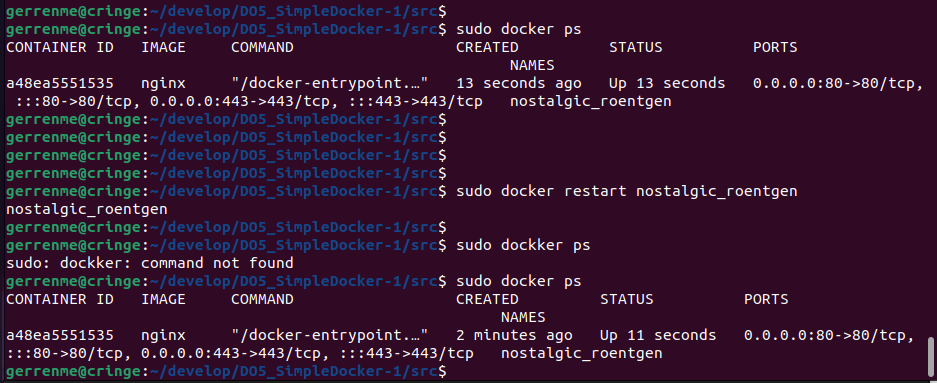 gerrenme@cringe:~/develop/DO5_SimpleDocker-1/src$
gerrenme@cringe:~/develop/DO5_SimpleDocker-1/src$ sudo docker ps
CONTAINER ID   IMAGE     COMMAND                  CREATED          STATUS          PORTS
                                                        NAMES
a48ea5551535   nginx     "/docker-entrypoint.…"   13 seconds ago   Up 13 seconds   0.0.0.0:80->80/tcp,
 :::80->80/tcp, 0.0.0.0:443->443/tcp, :::443->443/tcp   nostalgic_roentgen
gerrenme@cringe:~/develop/DO5_SimpleDocker-1/src$
gerrenme@cringe:~/develop/DO5_SimpleDocker-1/src$
gerrenme@cringe:~/develop/DO5_SimpleDocker-1/src$
gerrenme@cringe:~/develop/DO5_SimpleDocker-1/src$
gerrenme@cringe:~/develop/DO5_SimpleDocker-1/src$ sudo docker restart nostalgic_roentgen
nostalgic_roentgen
gerrenme@cringe:~/develop/DO5_SimpleDocker-1/src$
gerrenme@cringe:~/develop/DO5_SimpleDocker-1/src$ sudo dockker ps
sudo: dockker: command not found
gerrenme@cringe:~/develop/DO5_SimpleDocker-1/src$ sudo docker ps
CONTAINER ID   IMAGE     COMMAND                  CREATED         STATUS          PORTS
                                                       NAMES
a48ea5551535   nginx     "/docker-entrypoint.…"   2 minutes ago   Up 11 seconds   0.0.0.0:80->80/tcp,
:::80->80/tcp, 0.0.0.0:443->443/tcp, :::443->443/tcp   nostalgic_roentgen
gerrenme@cringe:~/develop/DO5_SimpleDocker-1/src$